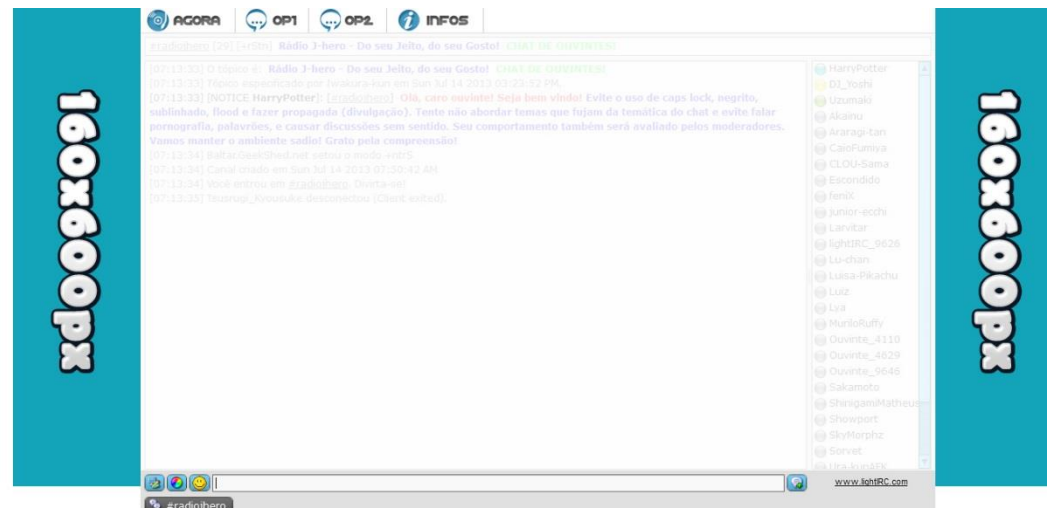 AGORA OP1 OP2 INFOS
#radiojhero [29] [+rStn] Rádio J-hero - Do seu Jeito, do seu Gosto! CHAT DE OUVINTES!
[07:13:33] O tópico é: Rádio J-hero - Do seu Jeito, do seu Gosto! CHAT DE OUVINTES!
[07:13:33] Tópico especificado por Jwakura-kun em Sun Jul 14 2013 03:23:32 PM.
[07:13:33] [NOTICE HarryPotter]: [#radiojhero] Olá, caro ouvinte! Seja bem vindo! Evite o uso de caps lock, negrito,
sublinhado, flood e fazer propagada (divulgação). Tente não abordar temas que fujam da temática do chat e evite falar
pornografia, palavrões, e causar discussões sem sentido. Seu comportamento também será avaliado pelos moderadores.
Vamos manter o ambiente sadio! Grato pela compreensão!
[07:13:34] Baltar.GeekShed.net setou o modo +ntrS
[07:13:34] Canal criado em Sun Jul 14 2013 07:30:42 AM
[07:13:34] Você entrou em #radiojhero. Divirta-se!
[07:13:35] Tsurugi_Kyousuke desconectou (Client exited).
HarryPotter
DJ_Yoshi
Uzumaki
Akainu
Araragi-tan
CaioFumiya
CLOU-Sama
Escondido
feniX
junior-ecchi
Larvitar
lightIRC_9626
Lu-chan
Luisa-Pikachu
Luiz
Lya
MuriloRuffy
Ouvinte_4110
Ouvinte_4629
Ouvinte_9646
Sakamoto
ShinigamiMatheus
Showport
SkyMorphz
Sorvet
Ura-kunAFK
160x600px
160x600px
www.lightIRC.com
#radiojhero